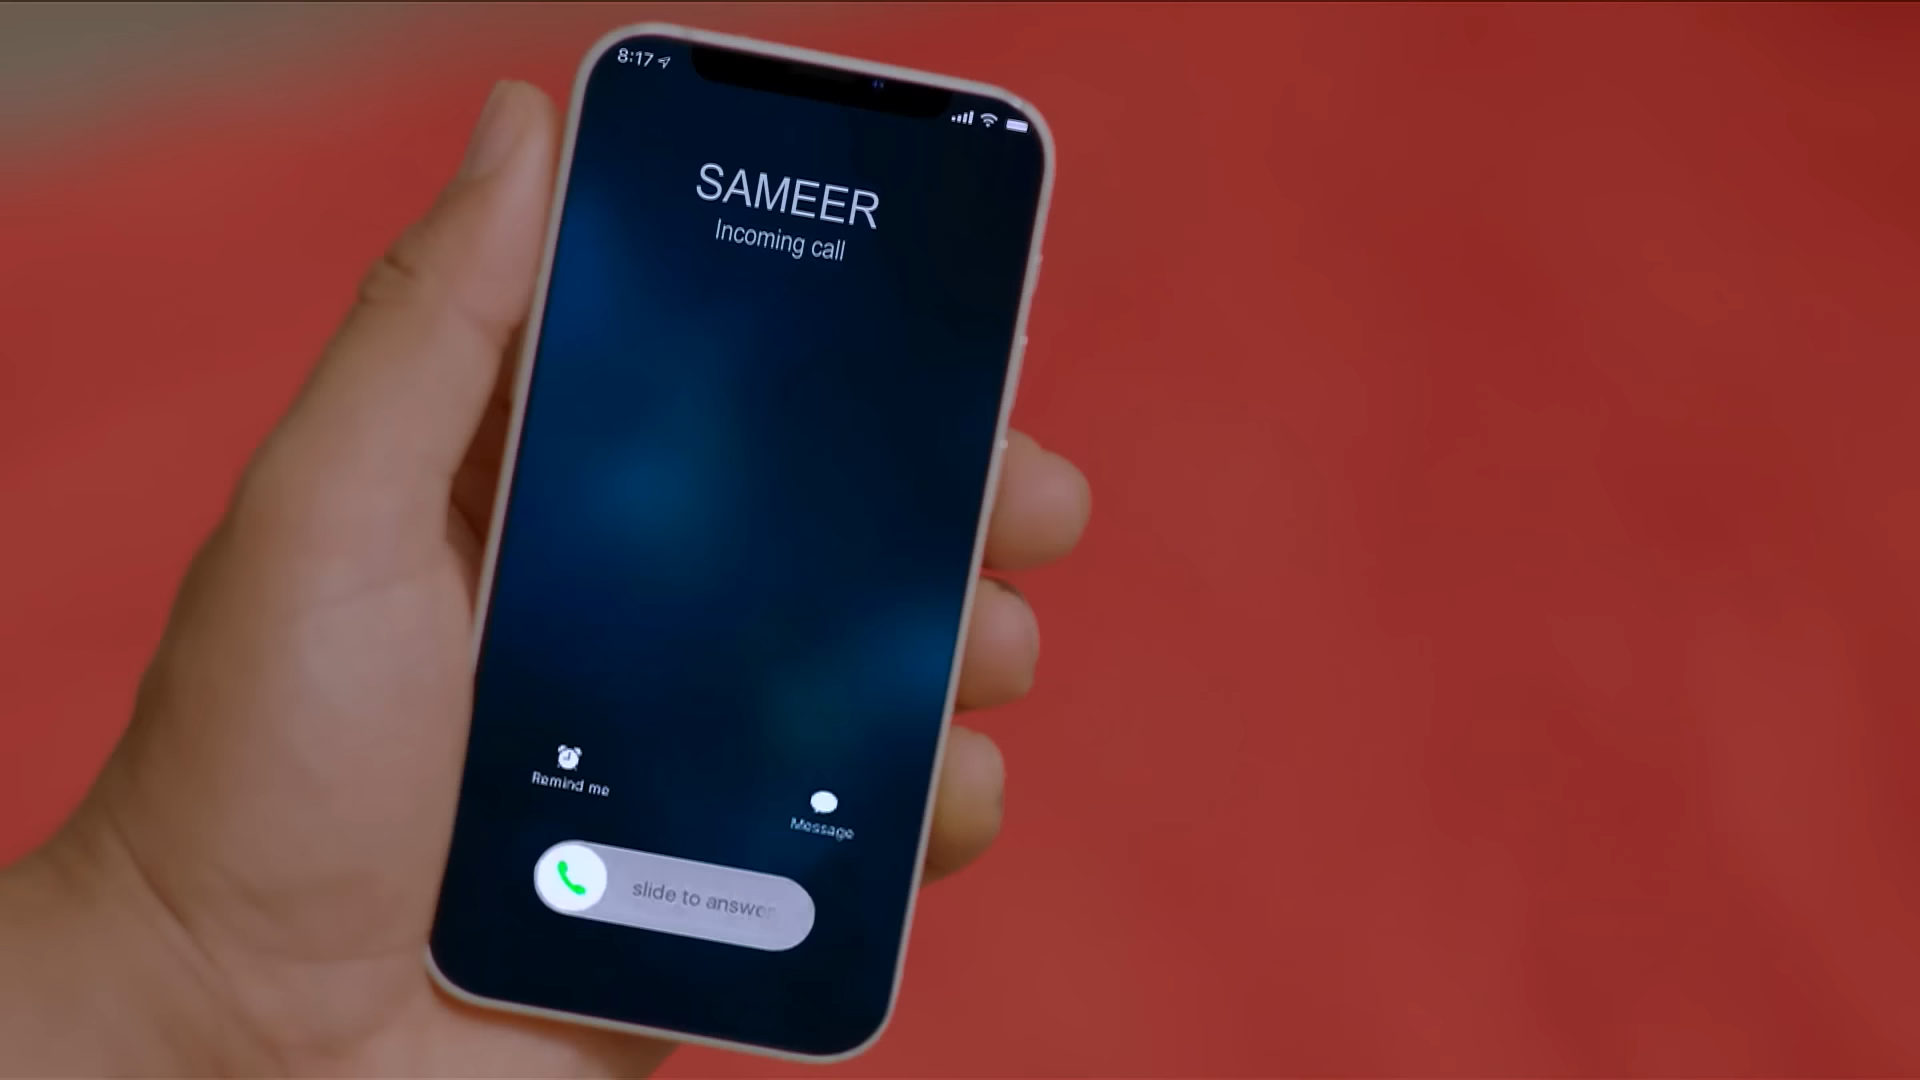 8:17
SAMEER
Incoming call
Remind me
Message
slide to answer